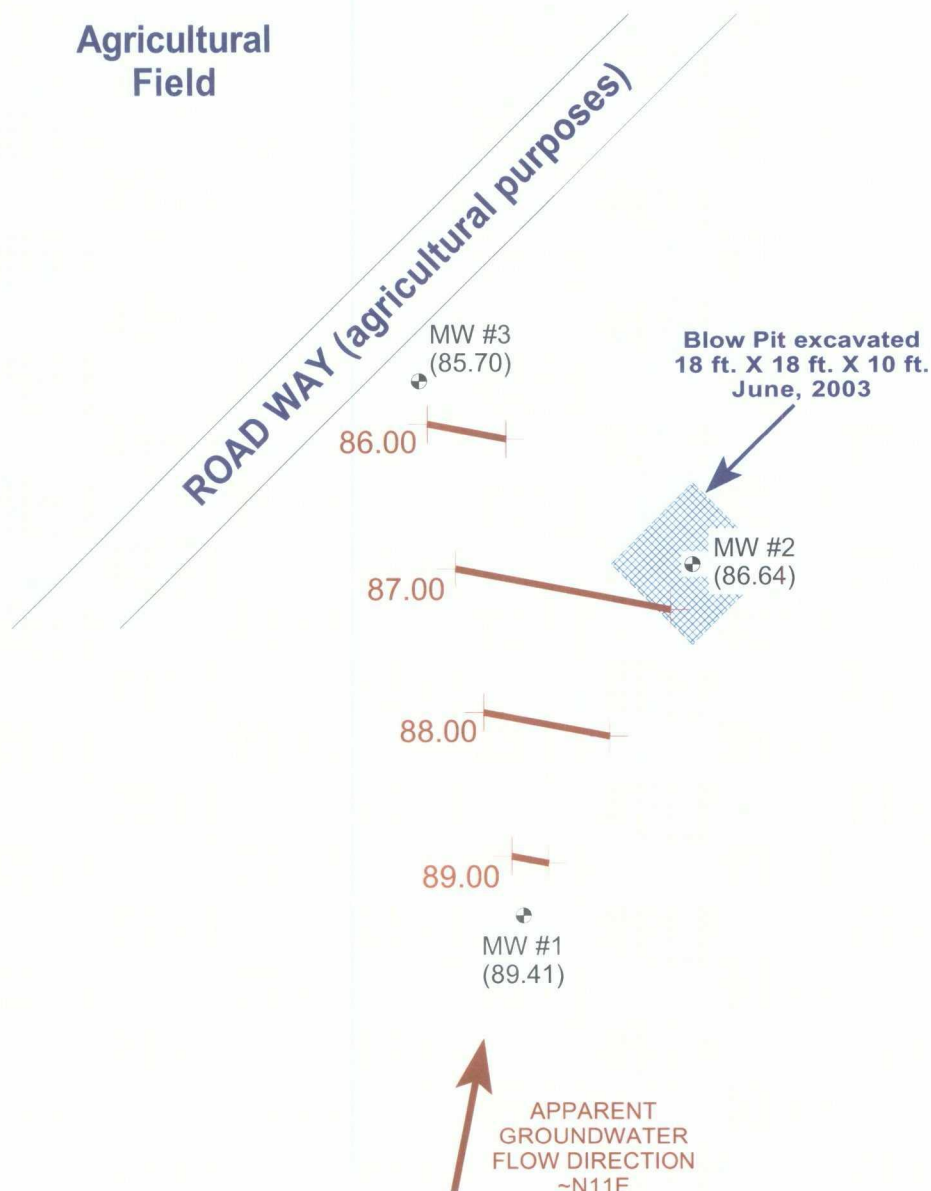 Agricultural
Field
ROAD WAY (agricultural purposes)
MW #3
(85.70)
Blow Pit excavated
18 ft. X 18 ft. X 10 ft.
June, 2003
86.00
MW #2
(86.64)
87.00
88.00
89.00
MW #1
(89.41)
APPARENT
GROUNDWATER
FLOW DIRECTION
~N11E